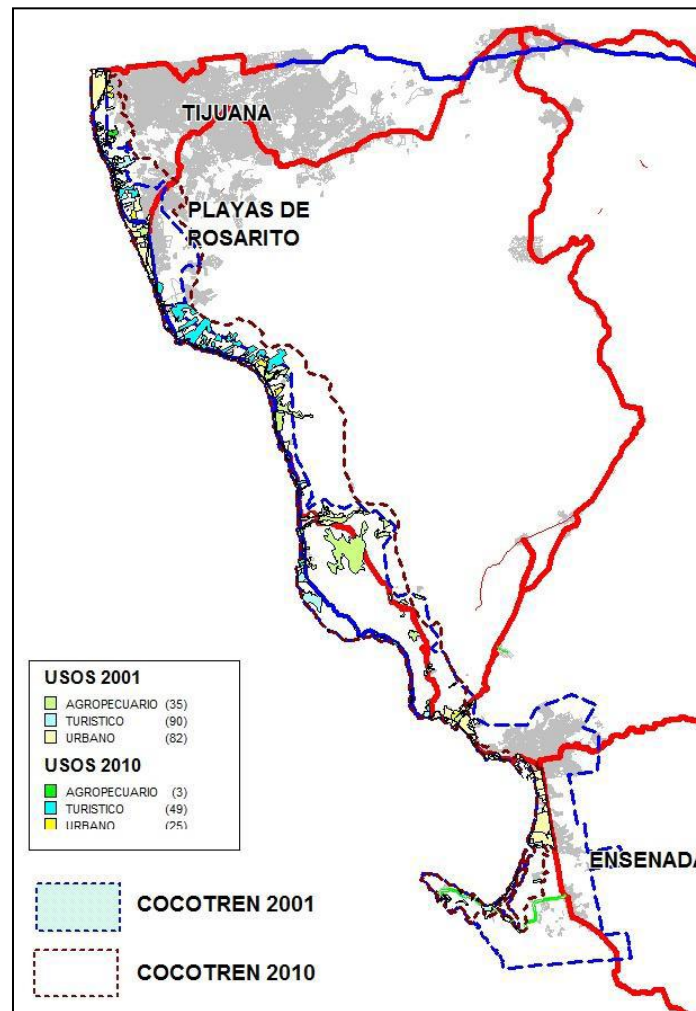 TIJUANA
PLAYAS DE
ROSARITO
USOS 2001
AGROPECUARIO (35)
TURISTICO (90)
URBANO (82)
USOS 2010
AGROPECUARIO (3)
TURISTICO (49)
URBANO (25)
ENSENADA
COCOTREN 2001
COCOTREN 2010